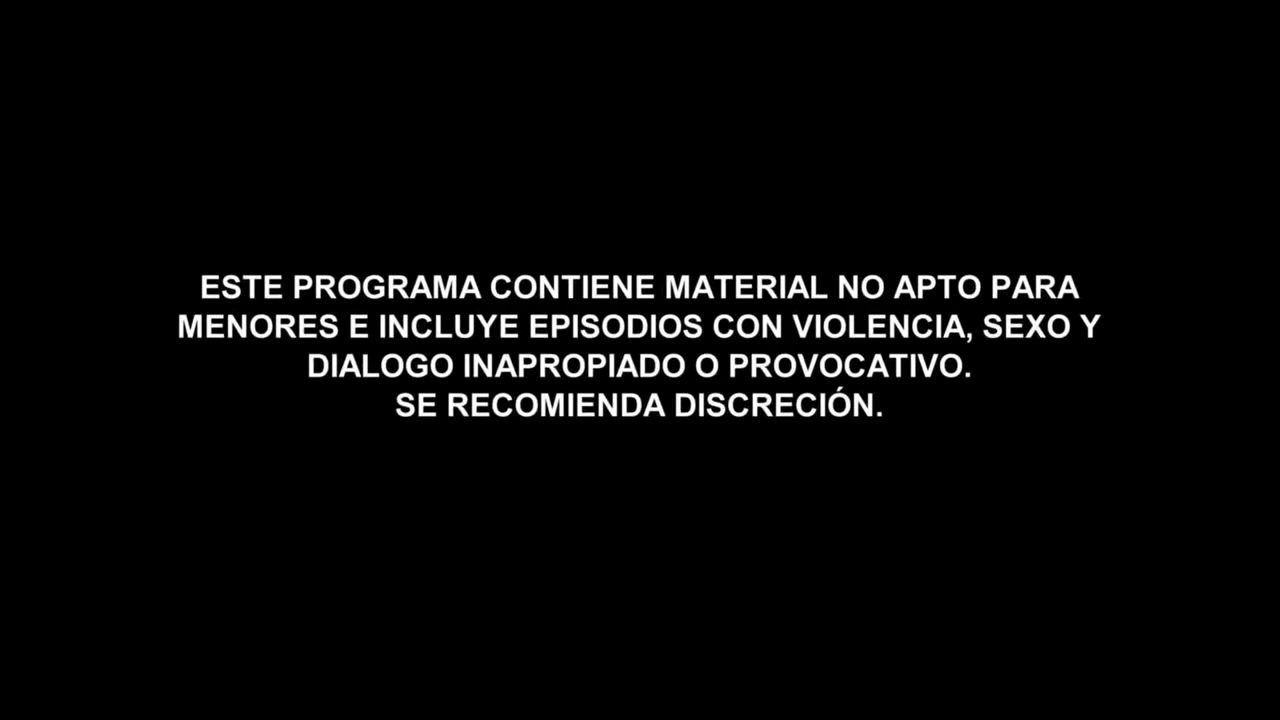 ESTE PROGRAMA CONTIENE MATERIAL NO APTO PARA
MENORES E INCLUYE EPISODIOS CON VIOLENCIA, SEXO Y
DIALOGO INAPROPIADO O PROVOCATIVO.
SE RECOMIENDA DISCRECIÓN.